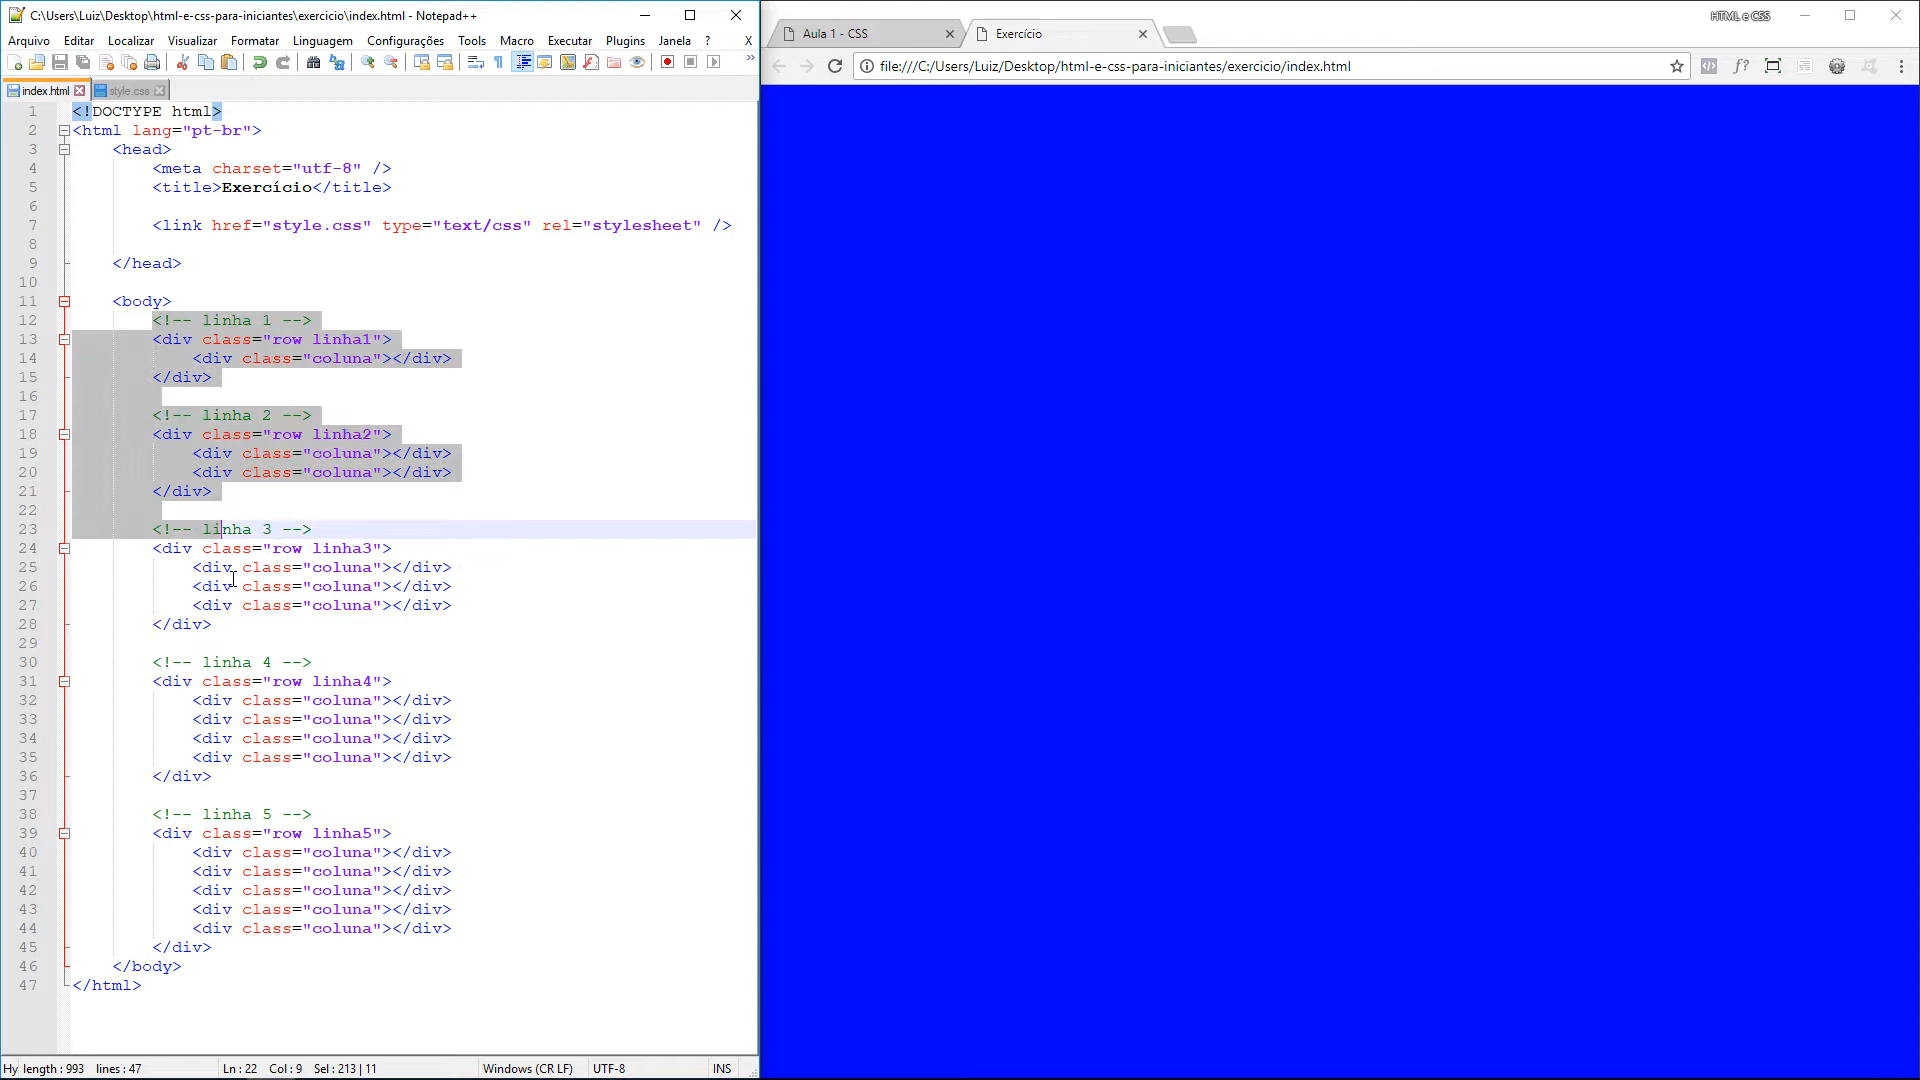 C:\Users\Luiz\Desktop\html-e-css-para-iniciantes\exercicio\index.html - Notepad++
Arquivo Editar Localizar Visualizar Formatar Linguagem Configurações Tools Macro Executar Plugins Janela ? X
index.html style.css
1 <!DOCTYPE html>
2 <html lang="pt-br">
3 <head>
4 <meta charset="utf-8" />
5 <title>Exercício</title>
6
7 <link href="style.css" type="text/css" rel="stylesheet" />
8
9 </head>
10
11 <body>
12 <!-- linha 1 -->
13 <div class="row linha1">
14 <div class="coluna"></div>
15 </div>
16
17 <!-- linha 2 -->
18 <div class="row linha2">
19 <div class="coluna"></div>
20 <div class="coluna"></div>
21 </div>
22
23 <!-- linha 3 -->
24 <div class="row linha3">
25 <div class="coluna"></div>
26 <div class="coluna"></div>
27 <div class="coluna"></div>
28 </div>
29
30 <!-- linha 4 -->
31 <div class="row linha4">
32 <div class="coluna"></div>
33 <div class="coluna"></div>
34 <div class="coluna"></div>
35 <div class="coluna"></div>
36 </div>
37
38 <!-- linha 5 -->
39 <div class="row linha5">
40 <div class="coluna"></div>
41 <div class="coluna"></div>
42 <div class="coluna"></div>
43 <div class="coluna"></div>
44 <div class="coluna"></div>
45 </div>
46 </body>
47 </html>
Hy length : 993 lines : 47 Ln : 22 Col : 9 Sel : 213 | 11 Windows (CR LF) UTF-8 INS
HTML e CSS
Aula 1 - CSS
Exercício
file:///C:/Users/Luiz/Desktop/html-e-css-para-iniciantes/exercicio/index.html
f?